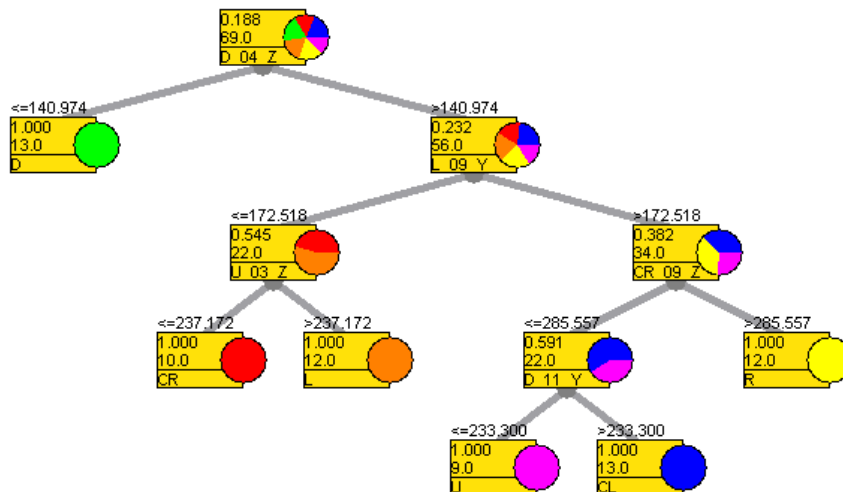 0.188
69.0
D_04_Z
<=140.974
1.000
13.0
D
>140.974
0.232
56.0
L_09_Y
<=172.518
0.545
22.0
U_03_Z
>172.518
0.382
34.0
CR_09_Z
<=237.172
1.000
10.0
CR
>237.172
1.000
12.0
L
<=285.557
0.591
22.0
D_11_Y
>285.557
1.000
12.0
R
<=233.300
1.000
9.0
U
>233.300
1.000
13.0
CL